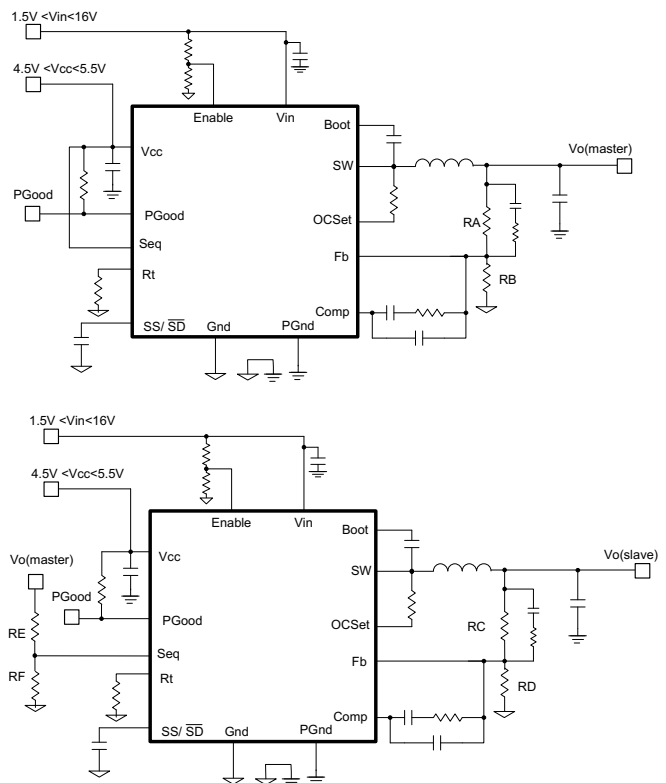 1.5V <Vin<16V
4.5V <Vcc<5.5V
Enable
Vin
Boot
Vcc
SW
Vo(master)
PGood
PGood
OCSet
RA
Seq
Fb
Rt
RB
Comp
SS/ SD
Gnd
PGnd
1.5V <Vin<16V
4.5V <Vcc<5.5V
Enable
Vin
Boot
Vo(master)
Vcc
SW
Vo(slave)
PGood
PGood
OCSet
RC
RE
Seq
Fb
RF
Rt
RD
Comp
SS/ SD
Gnd
PGnd